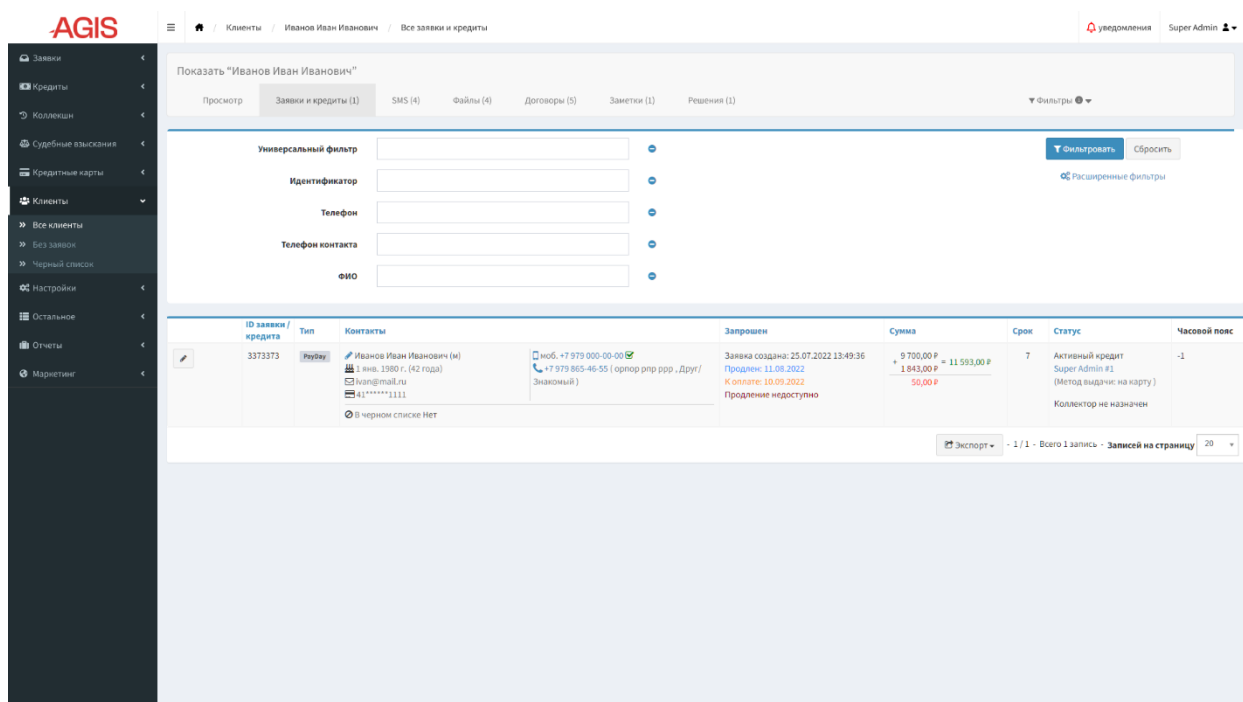 AGIS
Клиенты / Иванов Иван Иванович / Все заявки и кредиты
уведомления
Super Admin
Заявки
Кредиты
Коллекшн
Судебные взыскания
Кредитные карты
Клиенты
Все клиенты
Без заявок
Черный список
Настройки
Остальное
Отчеты
Маркетинг
Показать "Иванов Иван Иванович"
Просмотр
Заявки и кредиты (1)
SMS (4)
Файлы (4)
Договоры (5)
Заметки (1)
Решения (1)
Фильтры
Универсальный фильтр
Идентификатор
Телефон
Телефон контакта
ФИО
Фильтровать
Сбросить
Расширенные фильтры
ID заявки / кредита
Тип
Контакты
Запрошен
Сумма
Срок
Статус
Часовой пояс
3373373
PayDay
Иванов Иван Иванович (м)
1 янв. 1980 г. (42 года)
ivan@mail.ru
41******1111
В черном списке Нет
моб. +7 979 000-00-00
+7 979 865-46-55 ( орпор рпр ррр , Друг/
Знакомый )
Заявка создана: 25.07.2022 13:49:36
Продлен: 11.08.2022
К оплате: 10.09.2022
Продление недоступно
9 700,00 ₽
+ 1 843,00 ₽ = 11 593,00 ₽
50,00 ₽
7
Активный кредит
Super Admin #1
(Метод выдачи: на карту )
Коллектор не назначен
-1
Экспорт - 1 / 1 - Всего 1 запись - Записей на страницу 20